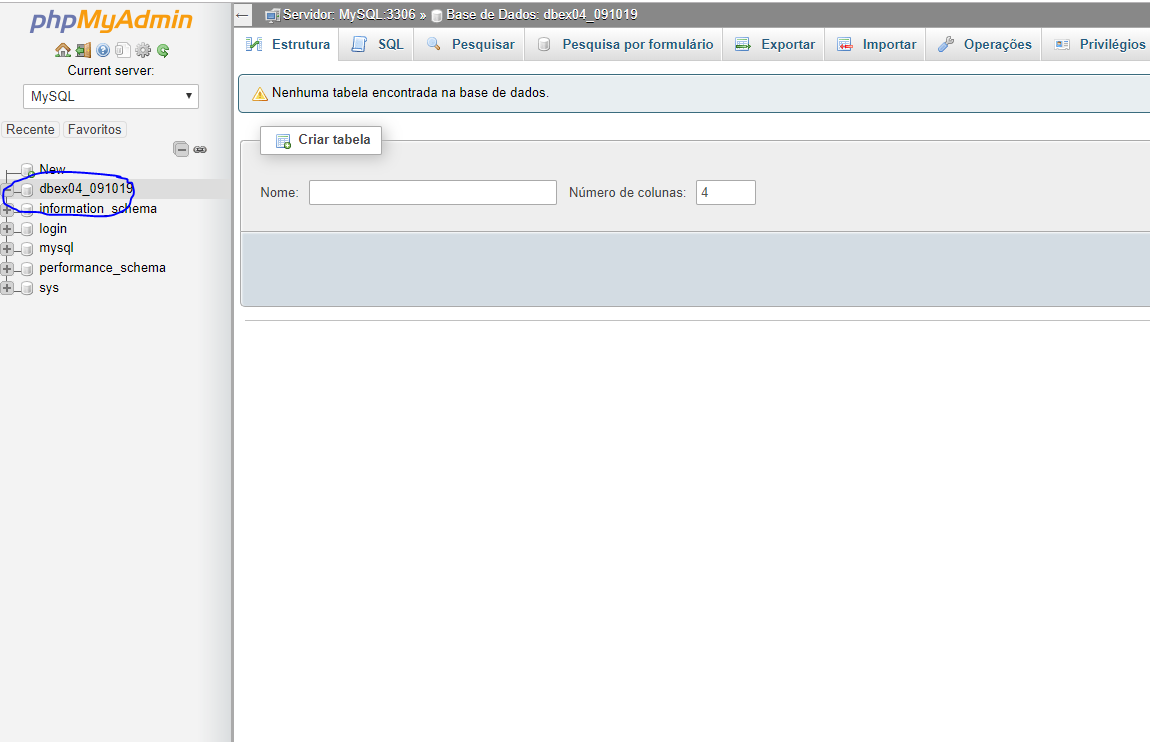 phpMyAdmin
Current server:
MySQL
Recente Favoritos
New
dbex04_091019
information_schema
login
mysql
performance_schema
sys
Servidor: MySQL:3306 » Base de Dados: dbex04_091019
Estrutura SQL Pesquisar Pesquisa por formulário Exportar Importar Operações Privilégios
Nenhuma tabela encontrada na base de dados.
Criar tabela
Nome: Número de colunas: 4